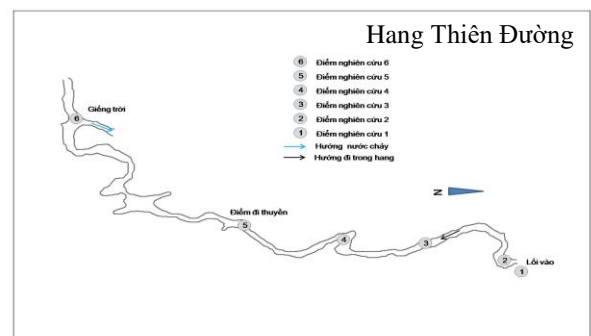 Hang Thiên Đường
6 Điểm nghiên cứu 6
5 Điểm nghiên cứu 5
4 Điểm nghiên cứu 4
3 Điểm nghiên cứu 3
2 Điểm nghiên cứu 2
1 Điểm nghiên cứu 1
Hướng nước chảy
Hướng đi trong hang
Giếng trời
6
N
Điểm đi thuyền
5
4
3
2
Lối vào
1